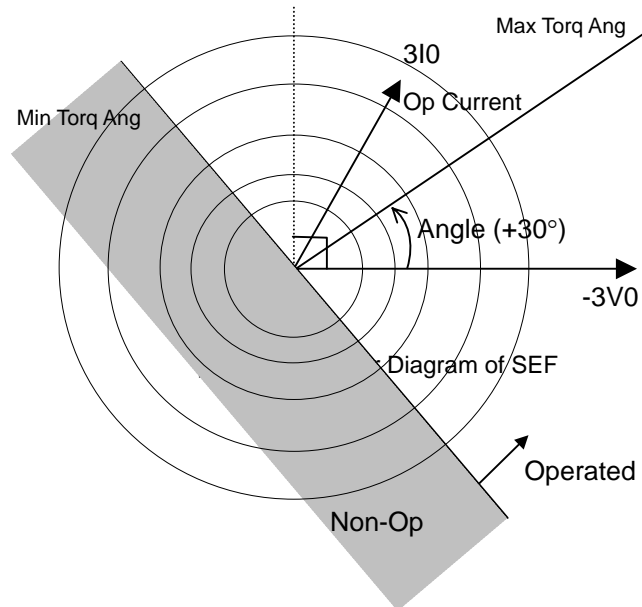 Max Torq Ang
3I0
Op Current
Min Torq Ang
Angle (+30°)
-3V0
Diagram of SEF
Operated
Non-Op